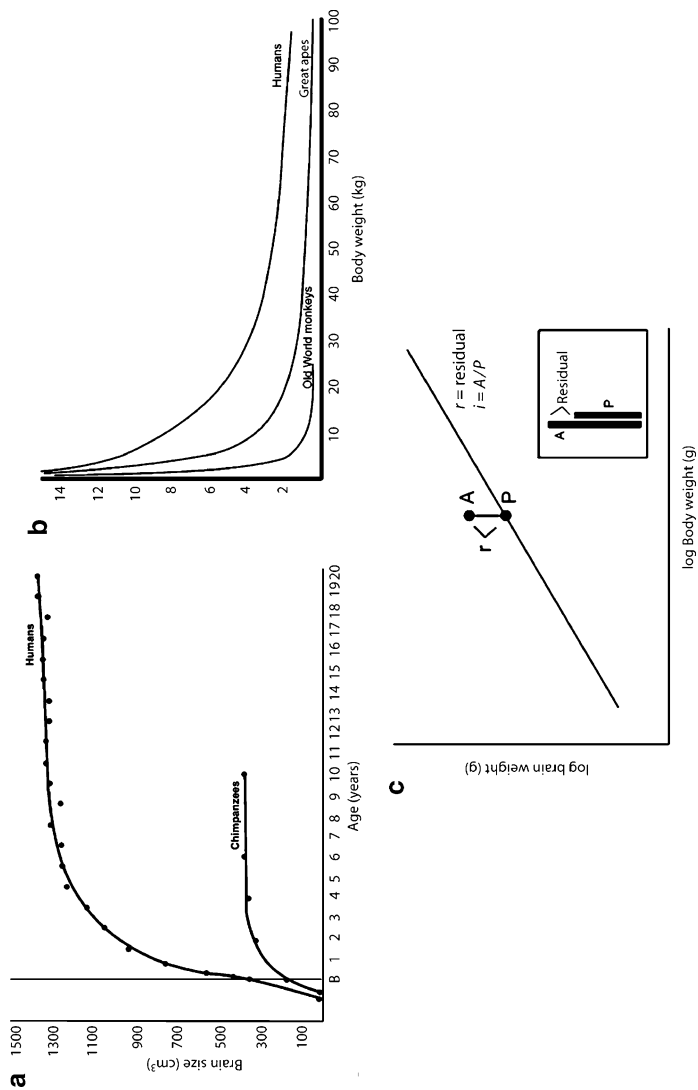 a
1500
1300
1100
900
700
500
300
100
Brain size (cm³)
Humans
Chimpanzees
B 1 2 3 4 5 6 7 8 9 10 11 12 13 14 15 16 17 18 19 20
Age (years)
b
14
12
10
8
6
4
2
Humans
Great apes
Old World monkeys
10 20 30 40 50 60 70 80 90 100
Body weight (kg)
c
log brain weight (g)
r
A
P
r = residual
i = A/P
A
Residual
P
log Body weight (g)